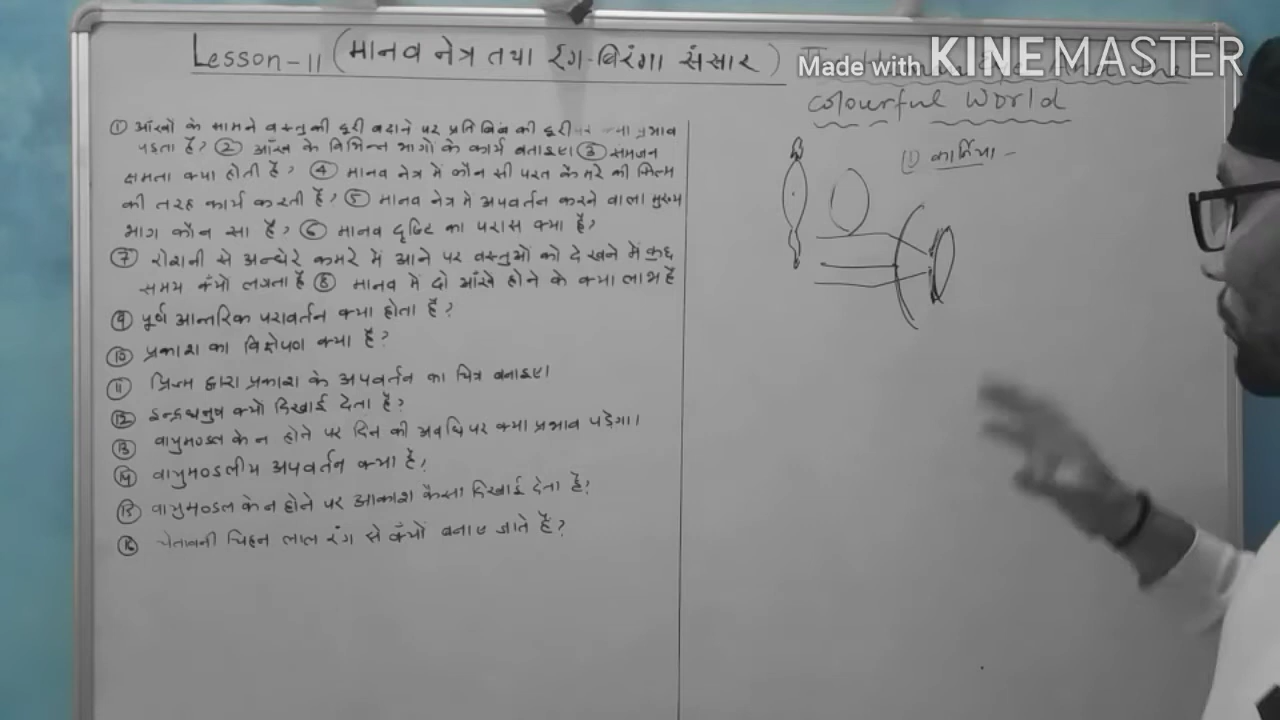 Lesson-11 (मानव नेत्र तथा रंग-बिरंगा संसार)
Made with KINEMASTER
colourful World
① आँखों के सामने वस्तु की दूरी बढाने पर प्रतिबिंब की दूरी पर क्या प्रभाव
पड़ता है? ② आँख के विभिन्न भागों के कार्य बताइए। ③ समंजन
क्षमता क्या होती है? ④ मानव नेत्र में कौन सी परत कैमरे की फिल्म
की तरह कार्य करती है? ⑤ मानव नेत्र में अपवर्तन करने वाला मुख्य
भाग कौन सा है? ⑥ मानव दृष्टि का परास क्या है?
⑦ रोशनी से अन्धेरे कमरे में आने पर वस्तुओं को देखने में कुछ
समय क्यों लगता है ⑧ मानव में दो आँखे होने के क्या लाभ है
⑨ पूर्ण आन्तरिक परावर्तन क्या होता है?
⑩ प्रकाश का विक्षेपण क्या है?
⑪ प्रिज्म द्वारा प्रकाश के अपवर्तन का चित्र बनाइए।
⑫ इन्द्रधनुष क्यों दिखाई देता है?
⑬ वायुमण्डल के न होने पर दिन की अवधि पर क्या प्रभाव पड़ेगा।
⑭ वायुमण्डलीय अपवर्तन क्या है?
⑮ वायुमण्डल के न होने पर आकाश कैसा दिखाई देता है?
⑯ चेतावनी चिहन लाल रंग से क्यों बनाए जाते है?
① कार्निया -